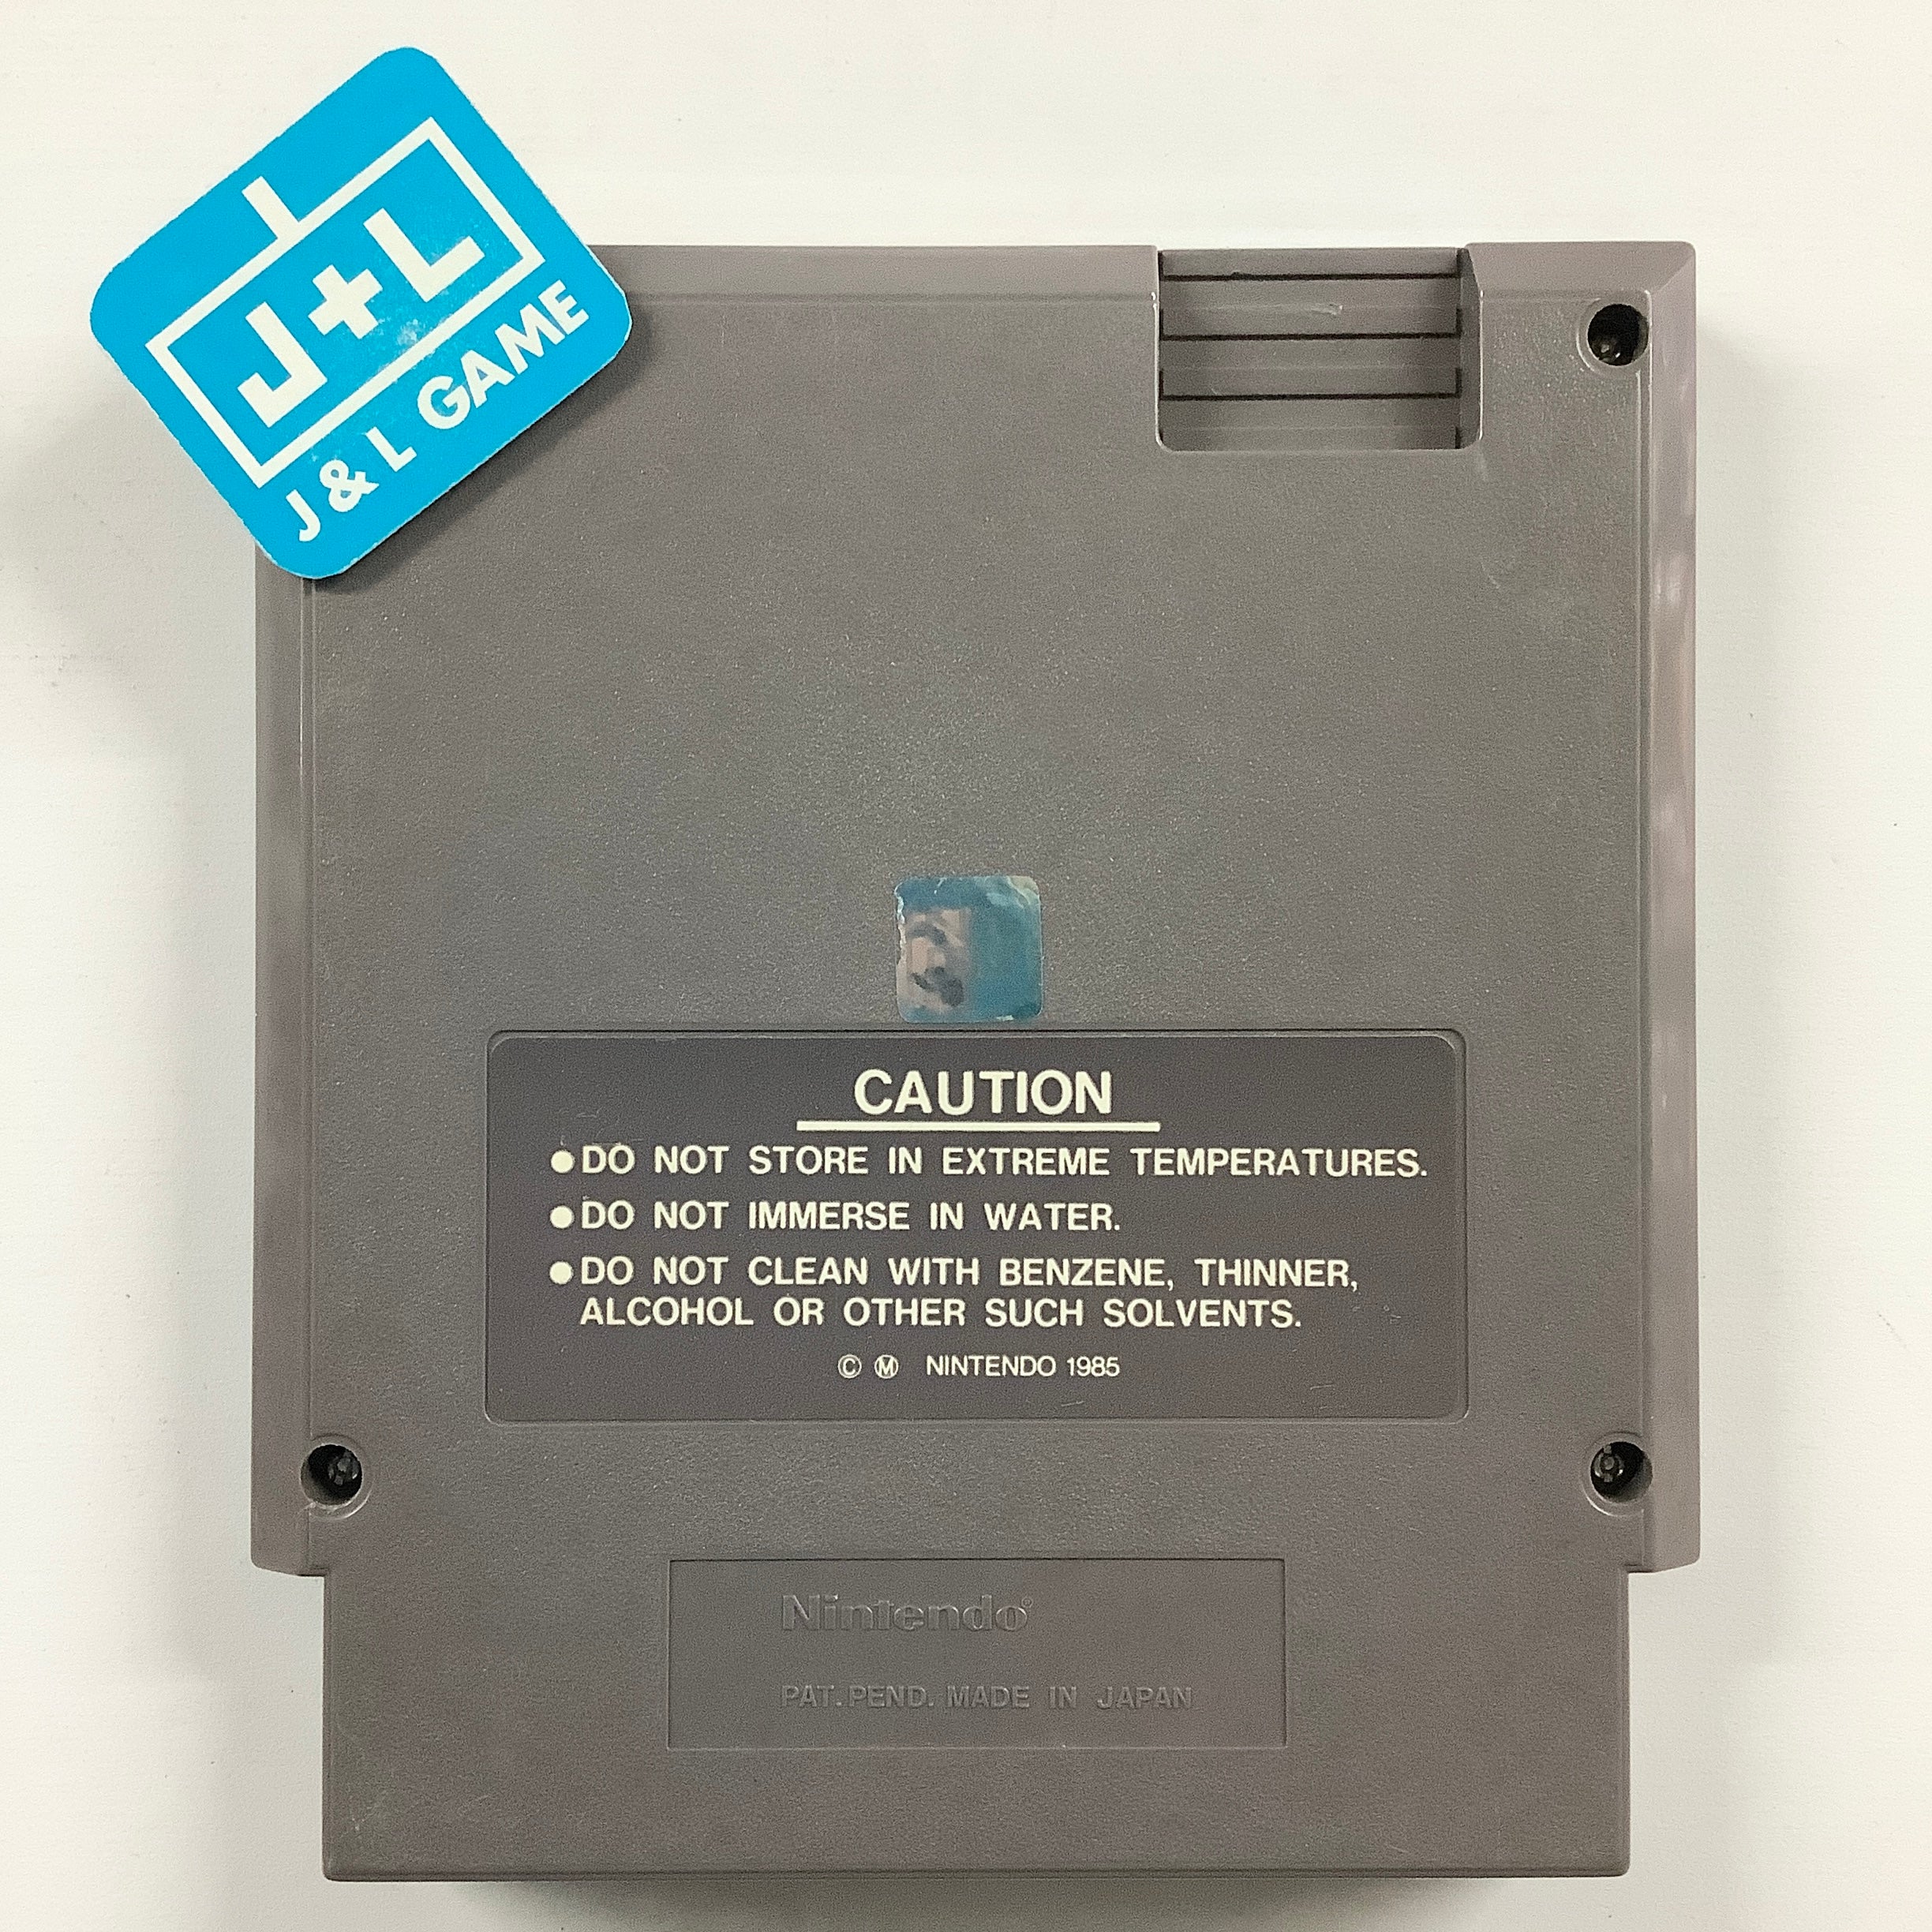 J+L
J & L GAME
CAUTION
●DO NOT STORE IN EXTREME TEMPERATURES.
●DO NOT IMMERSE IN WATER.
●DO NOT CLEAN WITH BENZENE, THINNER,
ALCOHOL OR OTHER SUCH SOLVENTS.
© Ⓜ NINTENDO 1985
Nintendo®
PAT. PEND. MADE IN JAPAN